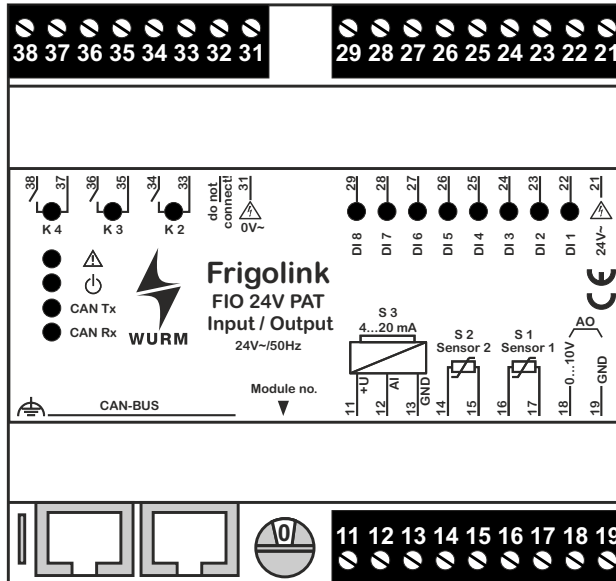 38 37 36 35 34 33 32 31 29 28 27 26 25 24 23 22 21
38 37 36 35 34 33 do not connect! 31 29 28 27 26 25 24 23 22 21
K 4 K 3 K 2 0V~ DI 8 DI 7 DI 6 DI 5 DI 4 DI 3 DI 2 DI 1 24V~
CAN Tx
CAN Rx
WURM
Frigolink
FIO 24V PAT
Input / Output
24V~/50Hz
CE
S 3
4...20 mA
S 2
Sensor 2
S 1
Sensor 1
AO
+U AI GND 0...10V GND
11 12 13 14 15 16 17 18 19
CAN-BUS
Module no.
0
11 12 13 14 15 16 17 18 19